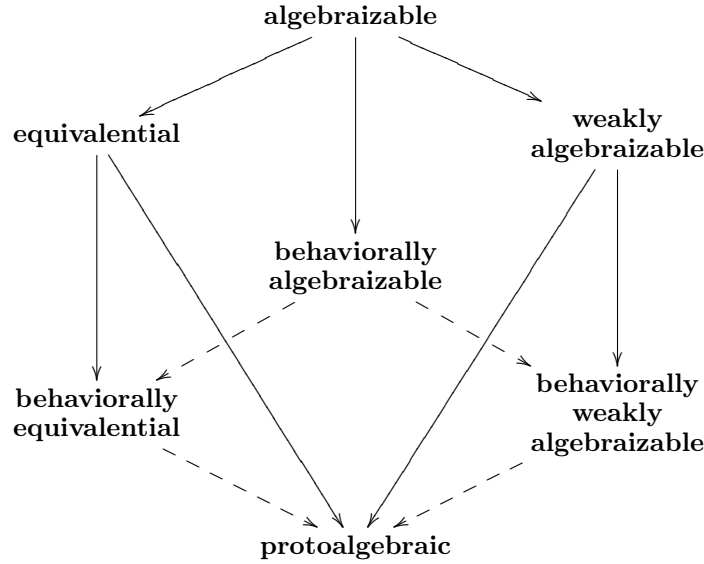 algebraizable
equivalential
weakly
algebraizable
behaviorally
algebraizable
behaviorally
equivalential
behaviorally
weakly
algebraizable
protoalgebraic